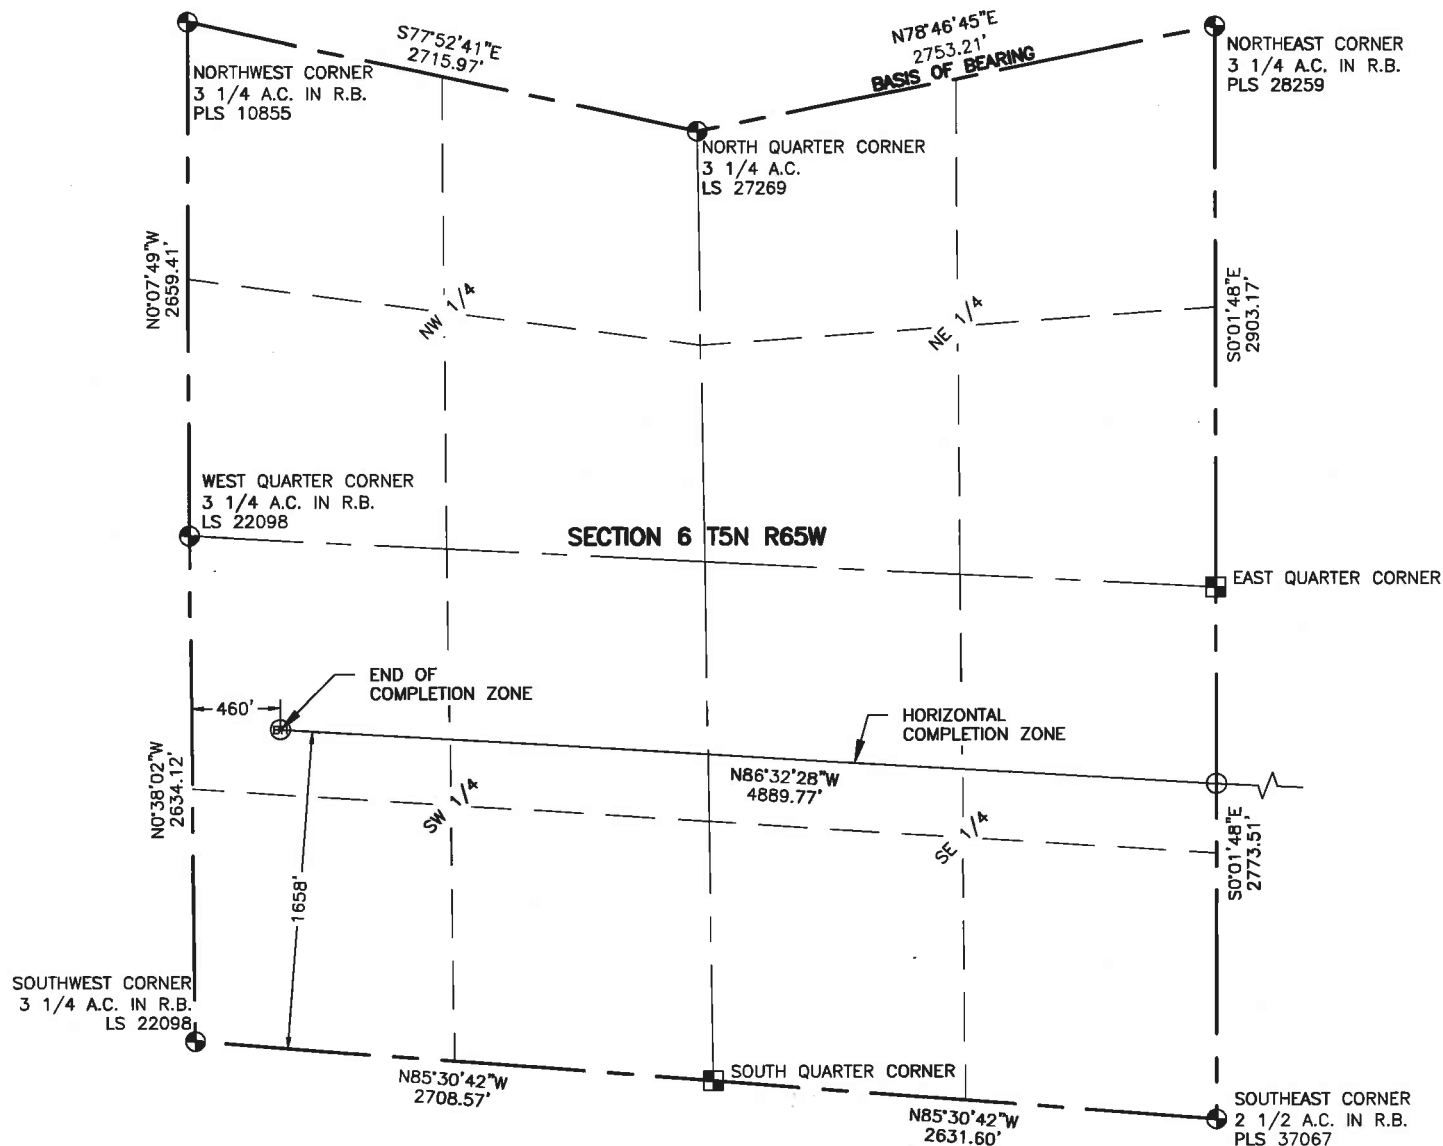 S77°52'41"E
2715.97'
N78°46'45"E
2753.21'
BASIS OF BEARING
NORTHWEST CORNER
3 1/4 A.C. IN R.B.
PLS 10855
NORTHEAST CORNER
3 1/4 A.C. IN R.B.
PLS 28259
NORTH QUARTER CORNER
3 1/4 A.C.
LS 27269
N0°07'49"W
2659.41'
NW 1/4
NE 1/4
S0°01'48"E
2903.17'
WEST QUARTER CORNER
3 1/4 A.C. IN R.B.
LS 22098
SECTION 6 T5N R65W
EAST QUARTER CORNER
END OF
COMPLETION ZONE
460'
HORIZONTAL
COMPLETION ZONE
N86°32'28"W
4889.77'
N0°38'02"W
2634.12'
SW 1/4
SE 1/4
S0°01'48"E
2773.51'
1658'
SOUTHWEST CORNER
3 1/4 A.C. IN R.B.
LS 22098
N85°30'42"W
2708.57'
SOUTH QUARTER CORNER
N85°30'42"W
2631.60'
SOUTHEAST CORNER
2 1/2 A.C. IN R.B.
PLS 37067